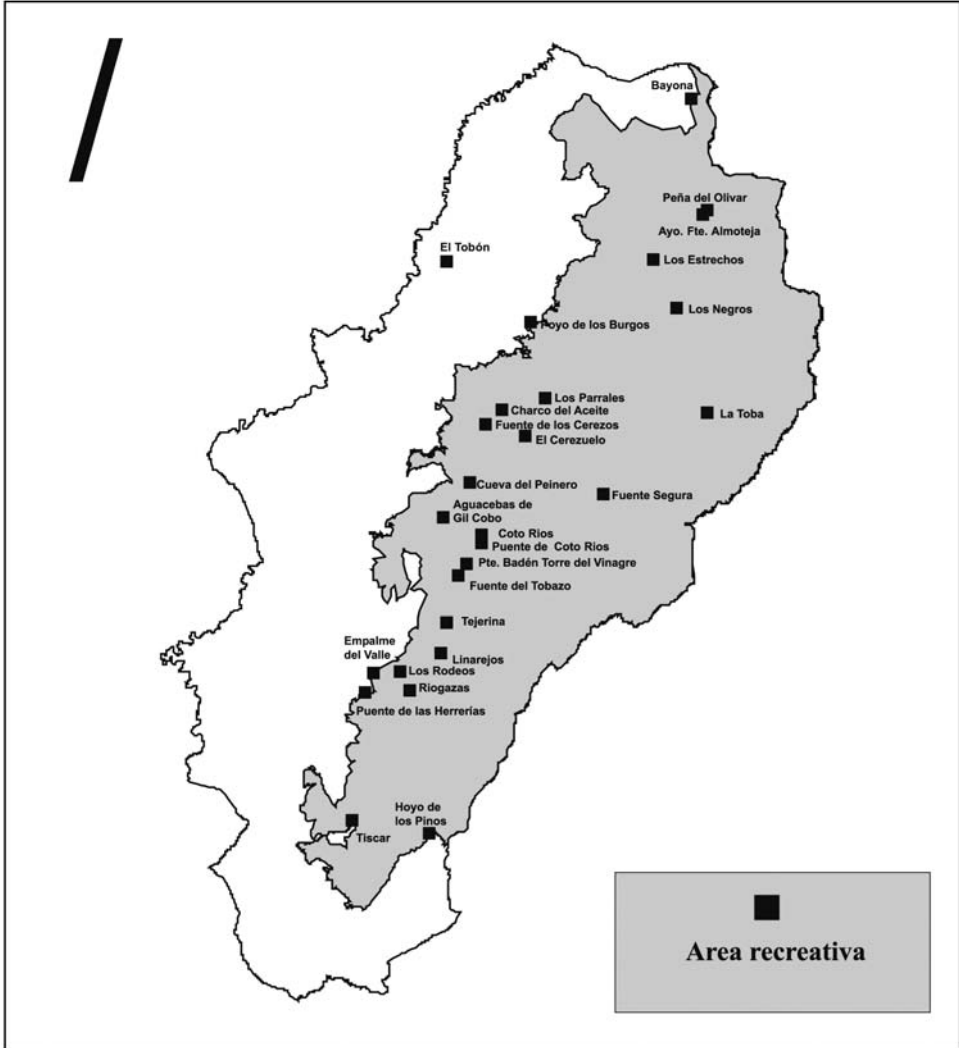 Bayona
Peña del Olivar
Ayo. Fte. Almoteja
El Tobón
Los Estrechos
Los Negros
Poyo de los Burgos
Los Parrales
Charco del Aceite
La Toba
Fuente de los Cerezos
El Cerezuelo
Cueva del Peinero
Fuente Segura
Aguacebas de
Gil Cobo
Coto Rios
Puente de Coto Rios
Pte. Badén Torre del Vinagre
Fuente del Tobazo
Tejerina
Empalme
del Valle
Linarejos
Los Rodeos
Riogazas
Puente de las Herrerías
Hoyo de
los Pinos
Tiscar
Area recreativa